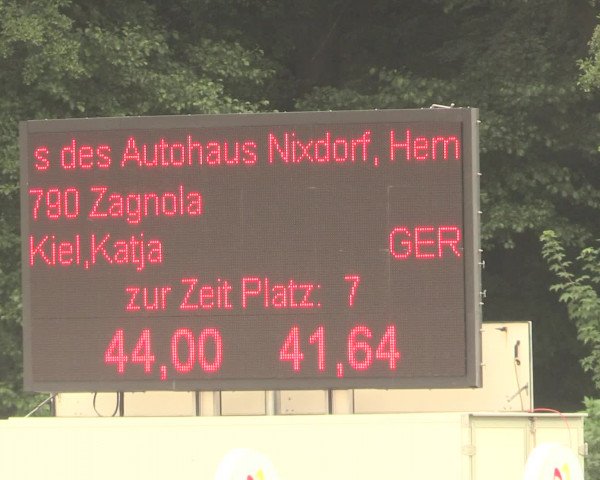 s des Autohaus Nixdorf, Hem
790 Zagnola
Kiel,Katja GER
zur Zeit Platz: 7
44,00 41,64